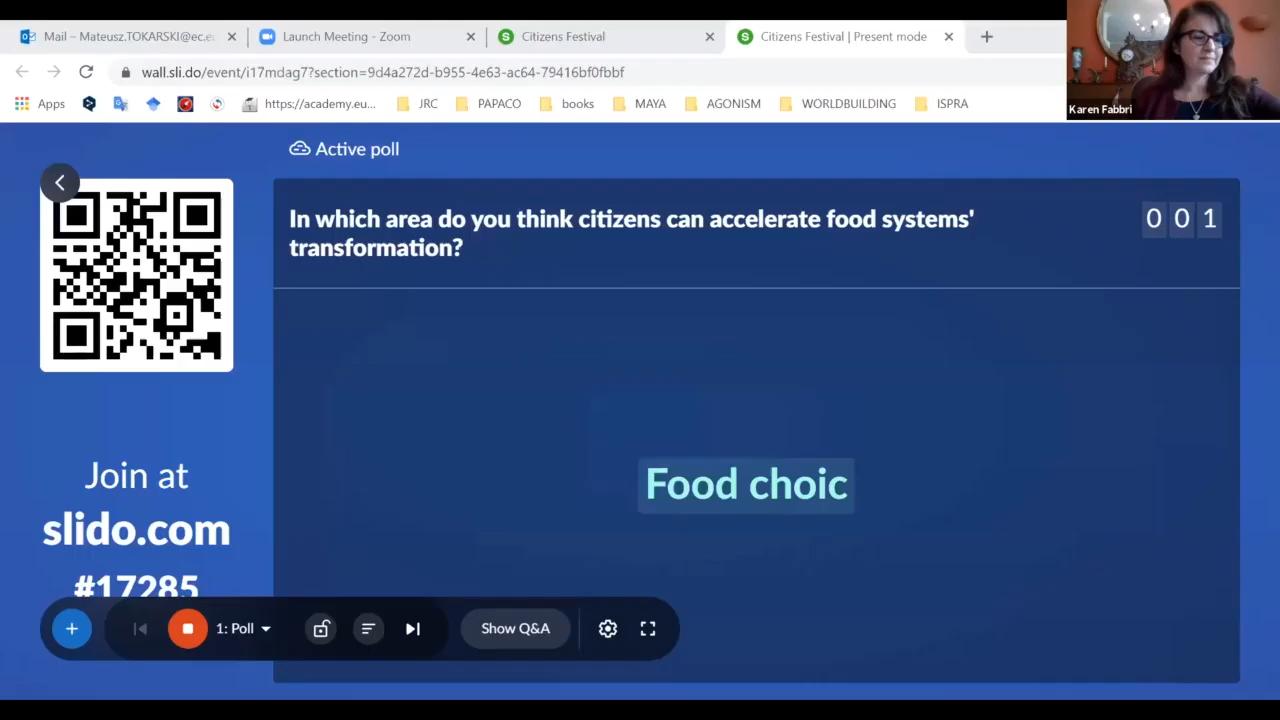 Mail – Mateusz.TOKARSKI@ec.e
Launch Meeting - Zoom
Citizens Festival
Citizens Festival | Present mode
wall.sli.do/event/i17mdag7?section=9d4a272d-b955-4e63-ac64-79416bf0fbbf
Apps
https://academy.eu...
JRC
PAPACO
books
MAYA
AGONISM
WORLDBUILDING
ISPRA
Karen Fabbri
Active poll
In which area do you think citizens can accelerate food systems'
transformation?
0 0 1
Food choic
Join at
slido.com
#17285
1: Poll
Show Q&A